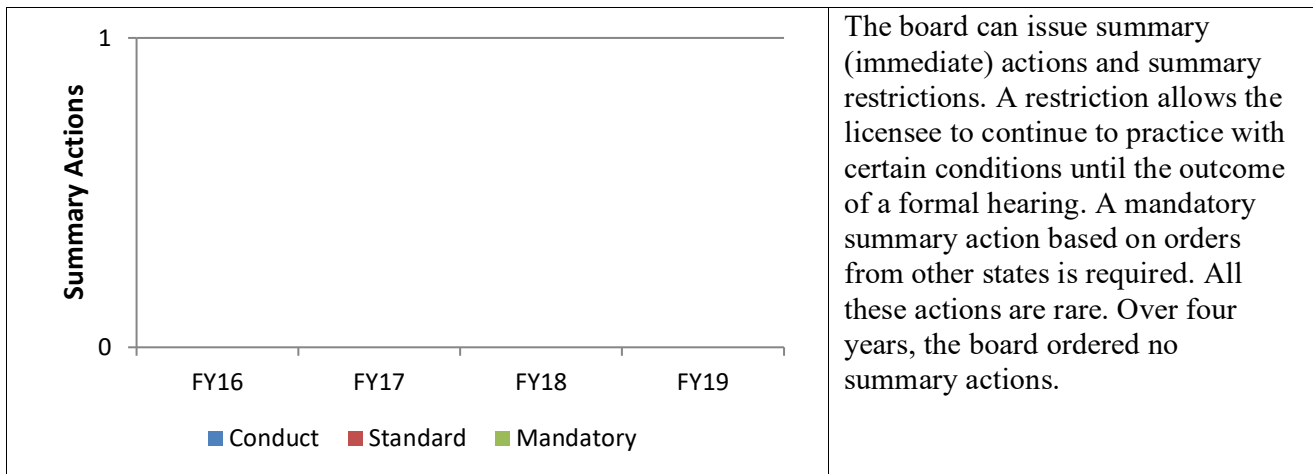 1
0
Summary Actions
FY16 FY17 FY18 FY19
Conduct Standard Mandatory
The board can issue summary
(immediate) actions and summary
restrictions. A restriction allows the
licensee to continue to practice with
certain conditions until the outcome
of a formal hearing. A mandatory
summary action based on orders
from other states is required. All
these actions are rare. Over four
years, the board ordered no
summary actions.